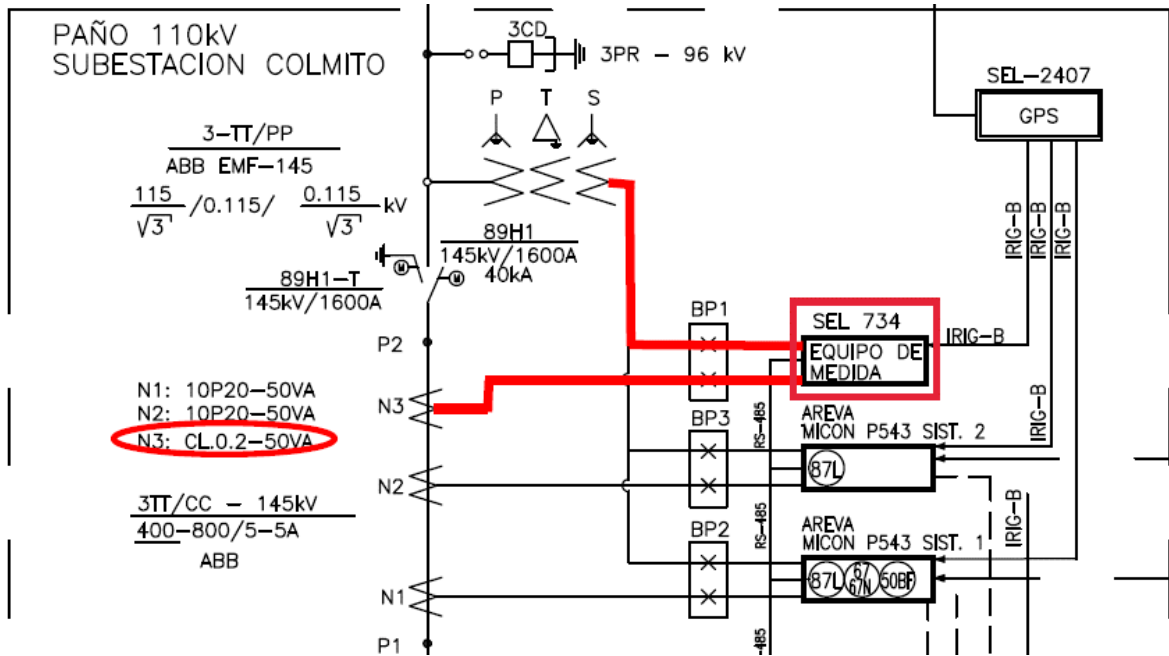 PAÑO 110kV
SUBESTACION COLMITO
3CD
3PR - 96 kV
SEL-2407
GPS
P T S
3-TT/PP
ABB EMF-145
115 0.115
/0.115/ kV
√3 √3
IRIG-B
IRIG-B
IRIG-B
89H1
145kV/1600A
40kA
M
M
89H1-T
145kV/1600A
P2
BP1
SEL 734
EQUIPO DE
MEDIDA
IRIG-B
N1: 10P20-50VA
N2: 10P20-50VA
N3: CL.0.2-50VA
N3
RS-485
IRIG-B
BP3
AREVA
MICON P543 SIST. 2
87L
N2
3TT/CC - 145kV
400-800/5-5A
ABB
RS-485
IRIG-B
BP2
AREVA
MICON P543 SIST. 1
87L 67 50BF
67N
N1
P1
-485